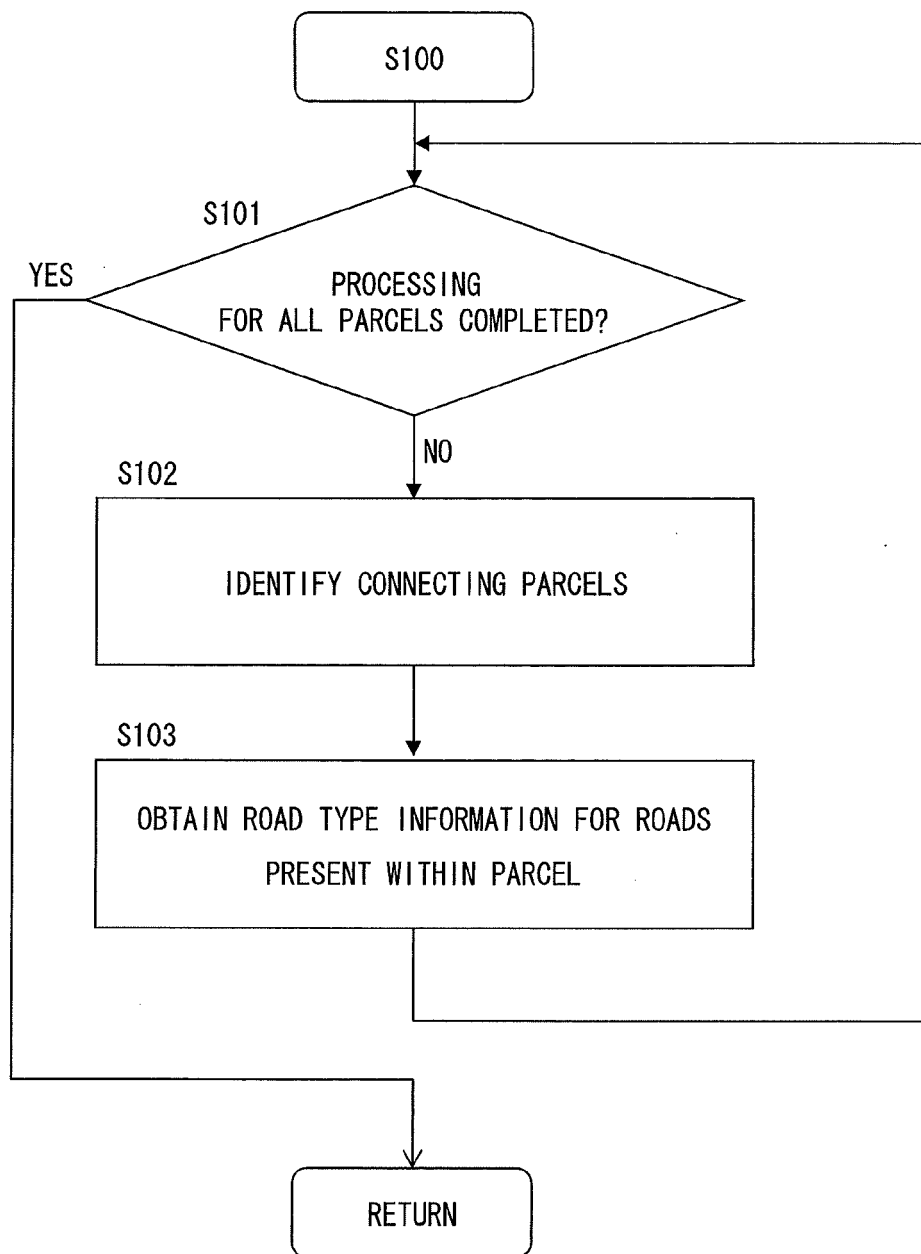 S100
S101
YES
PROCESSING
FOR ALL PARCELS COMPLETED?
NO
S102
IDENTIFY CONNECTING PARCELS
S103
OBTAIN ROAD TYPE INFORMATION FOR ROADS
PRESENT WITHIN PARCEL
RETURN